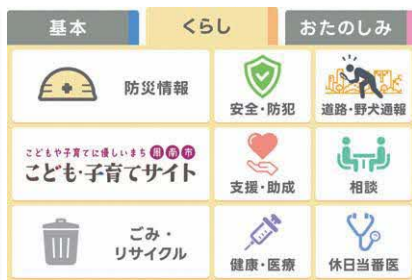 基本
くらし
おたのしみ
防災情報
安全・防犯
道路・野犬通報
こどもや子育てに優しいまち 周南市
こども・子育てサイト
支援・助成
相談
ごみ・
リサイクル
健康・医療
休日当番医